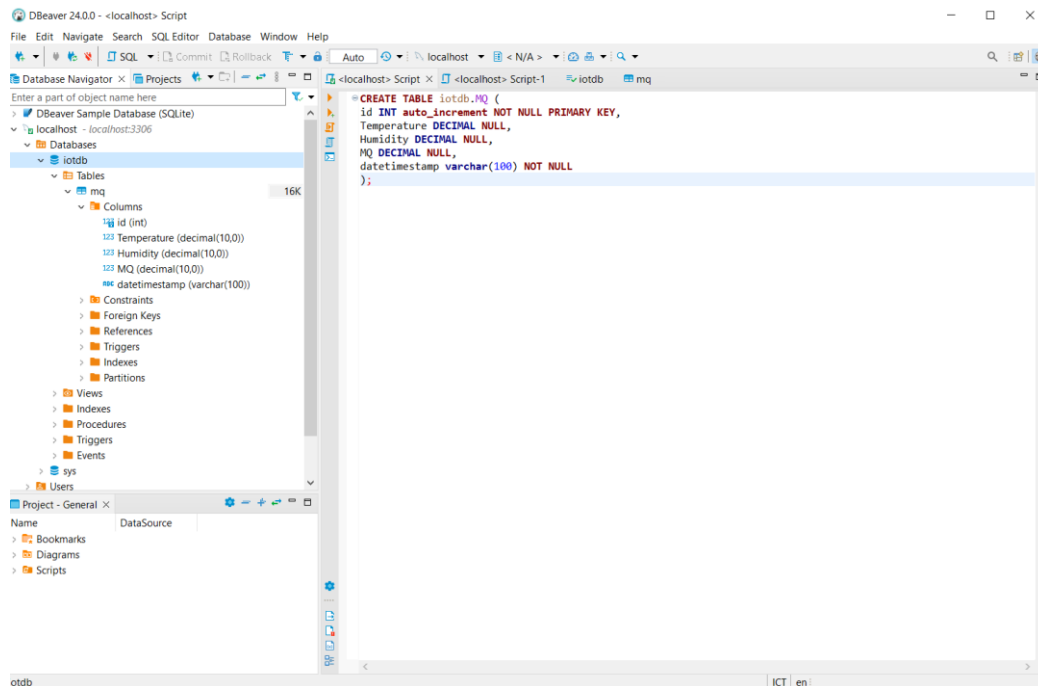 DBeaver 24.0.0 - <localhost> Script
File Edit Navigate Search SQL Editor Database Window Help
SQL Commit Rollback Auto localhost < N/A >
Database Navigator Projects
<localhost> Script <localhost> Script-1 iotdb mq
Enter a part of object name here
DBeaver Sample Database (SQLite)
localhost - localhost:3306
Databases
iotdb
Tables
mq 16K
Columns
id (int)
123 Temperature (decimal(10,0))
123 Humidity (decimal(10,0))
123 MQ (decimal(10,0))
ABC datetimestamp (varchar(100))
Constraints
Foreign Keys
References
Triggers
Indexes
Partitions
Views
Indexes
Procedures
Triggers
Events
sys
Users
CREATE TABLE iotdb.MQ (
id INT auto_increment NOT NULL PRIMARY KEY,
Temperature DECIMAL NULL,
Humidity DECIMAL NULL,
MQ DECIMAL NULL,
datetimestamp varchar(100) NOT NULL
);
Project - General
Name DataSource
Bookmarks
Diagrams
Scripts
otdb ICT en